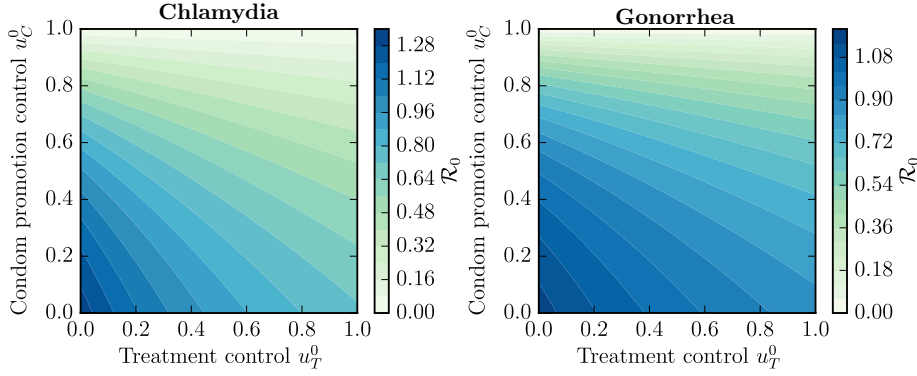 Chlamydia
Condom promotion control u_C^0
1.0
0.8
0.6
0.4
0.2
0.0
0.0 0.2 0.4 0.6 0.8 1.0
Treatment control u_T^0
1.28
1.12
0.96
0.80
0.64
0.48
0.32
0.16
0.00
R_0
Gonorrhea
Condom promotion control u_C^0
1.0
0.8
0.6
0.4
0.2
0.0
0.0 0.2 0.4 0.6 0.8 1.0
Treatment control u_T^0
1.08
0.90
0.72
0.54
0.36
0.18
0.00
R_0